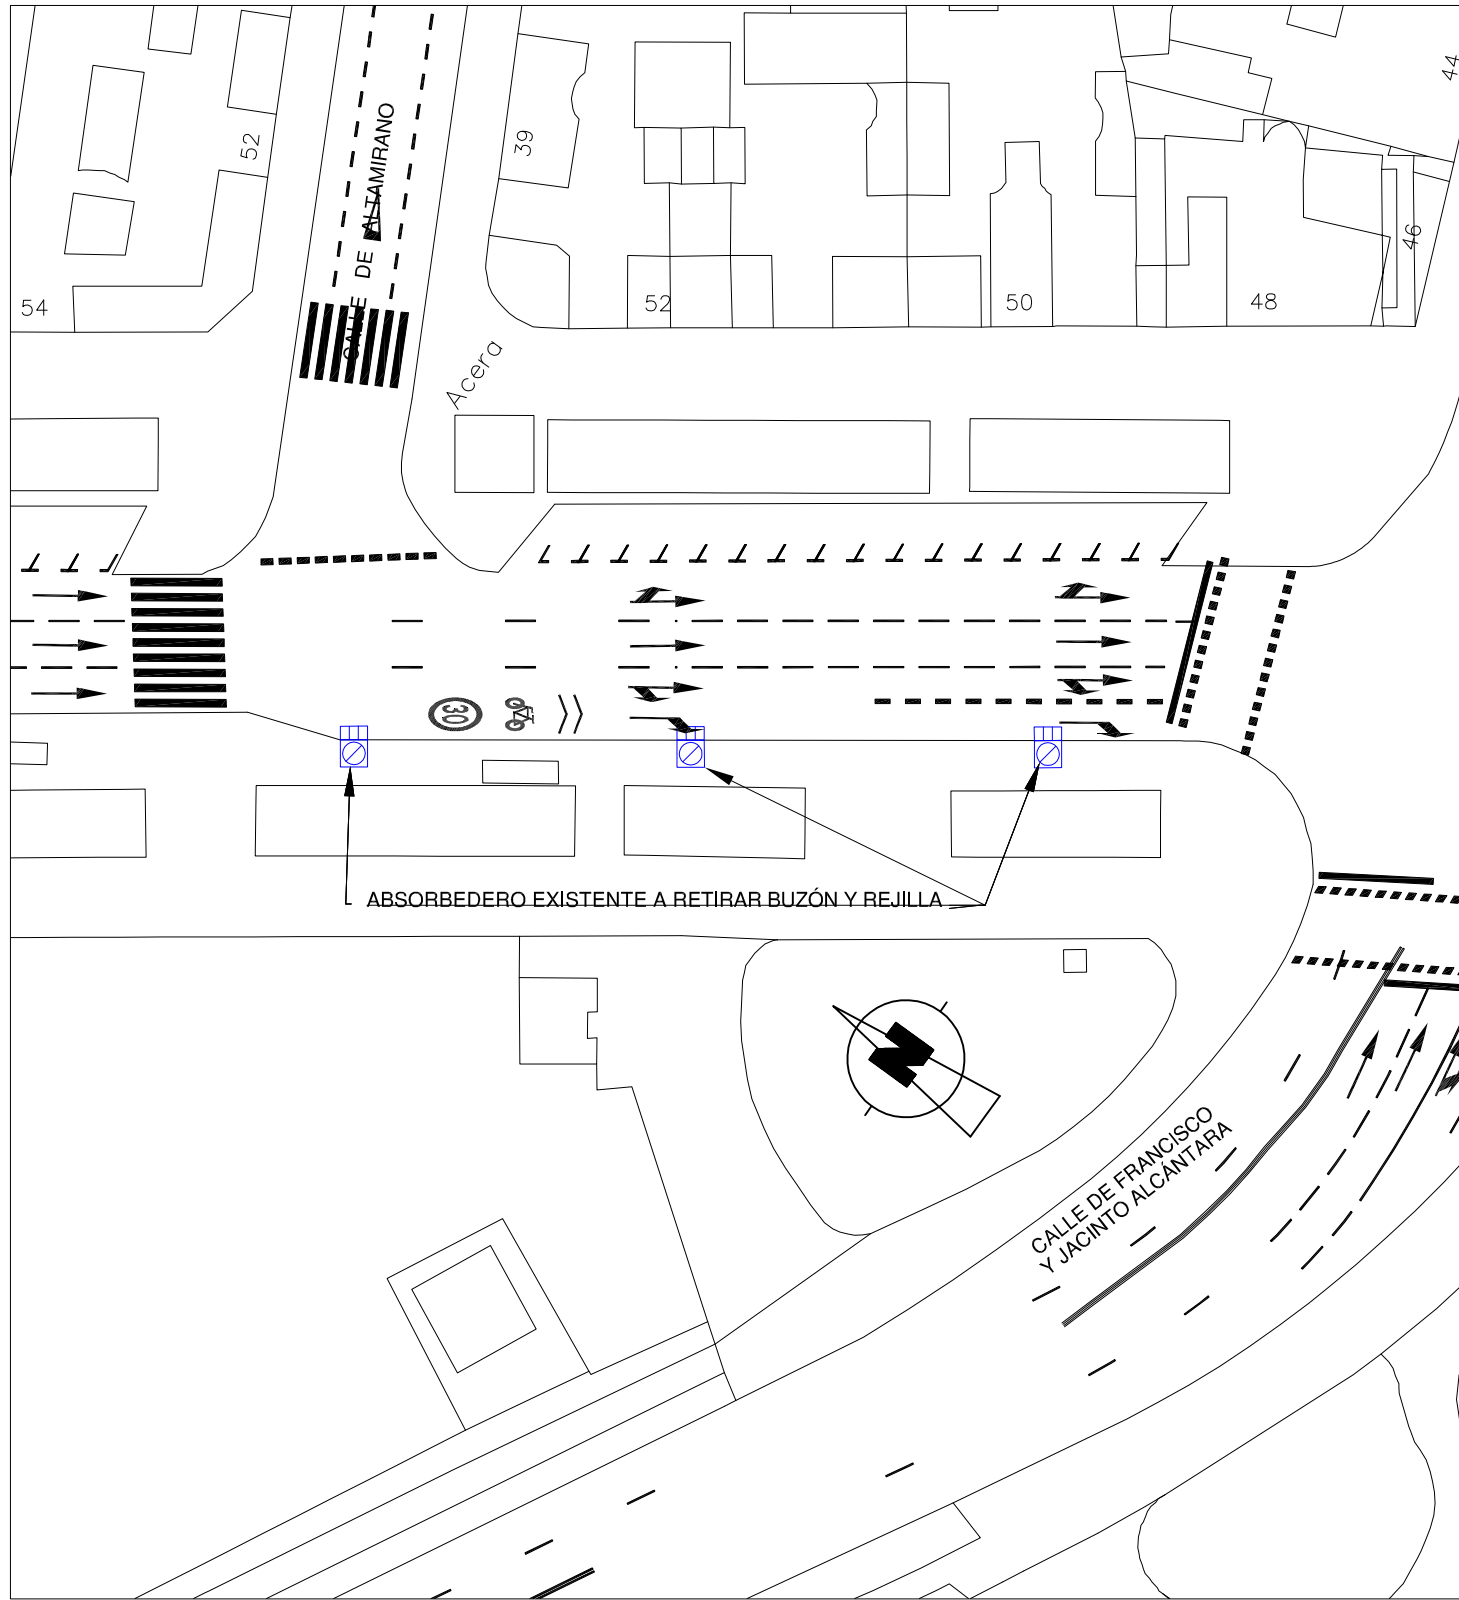 44
CALLE DE ALTAMIRANO
52
39
46
54
52
50
48
Acera
30
ABSORBEDERO EXISTENTE A RETIRAR BUZÓN Y REJILLA
N
CALLE DE FRANCISCO
Y JACINTO ALCÁNTARA